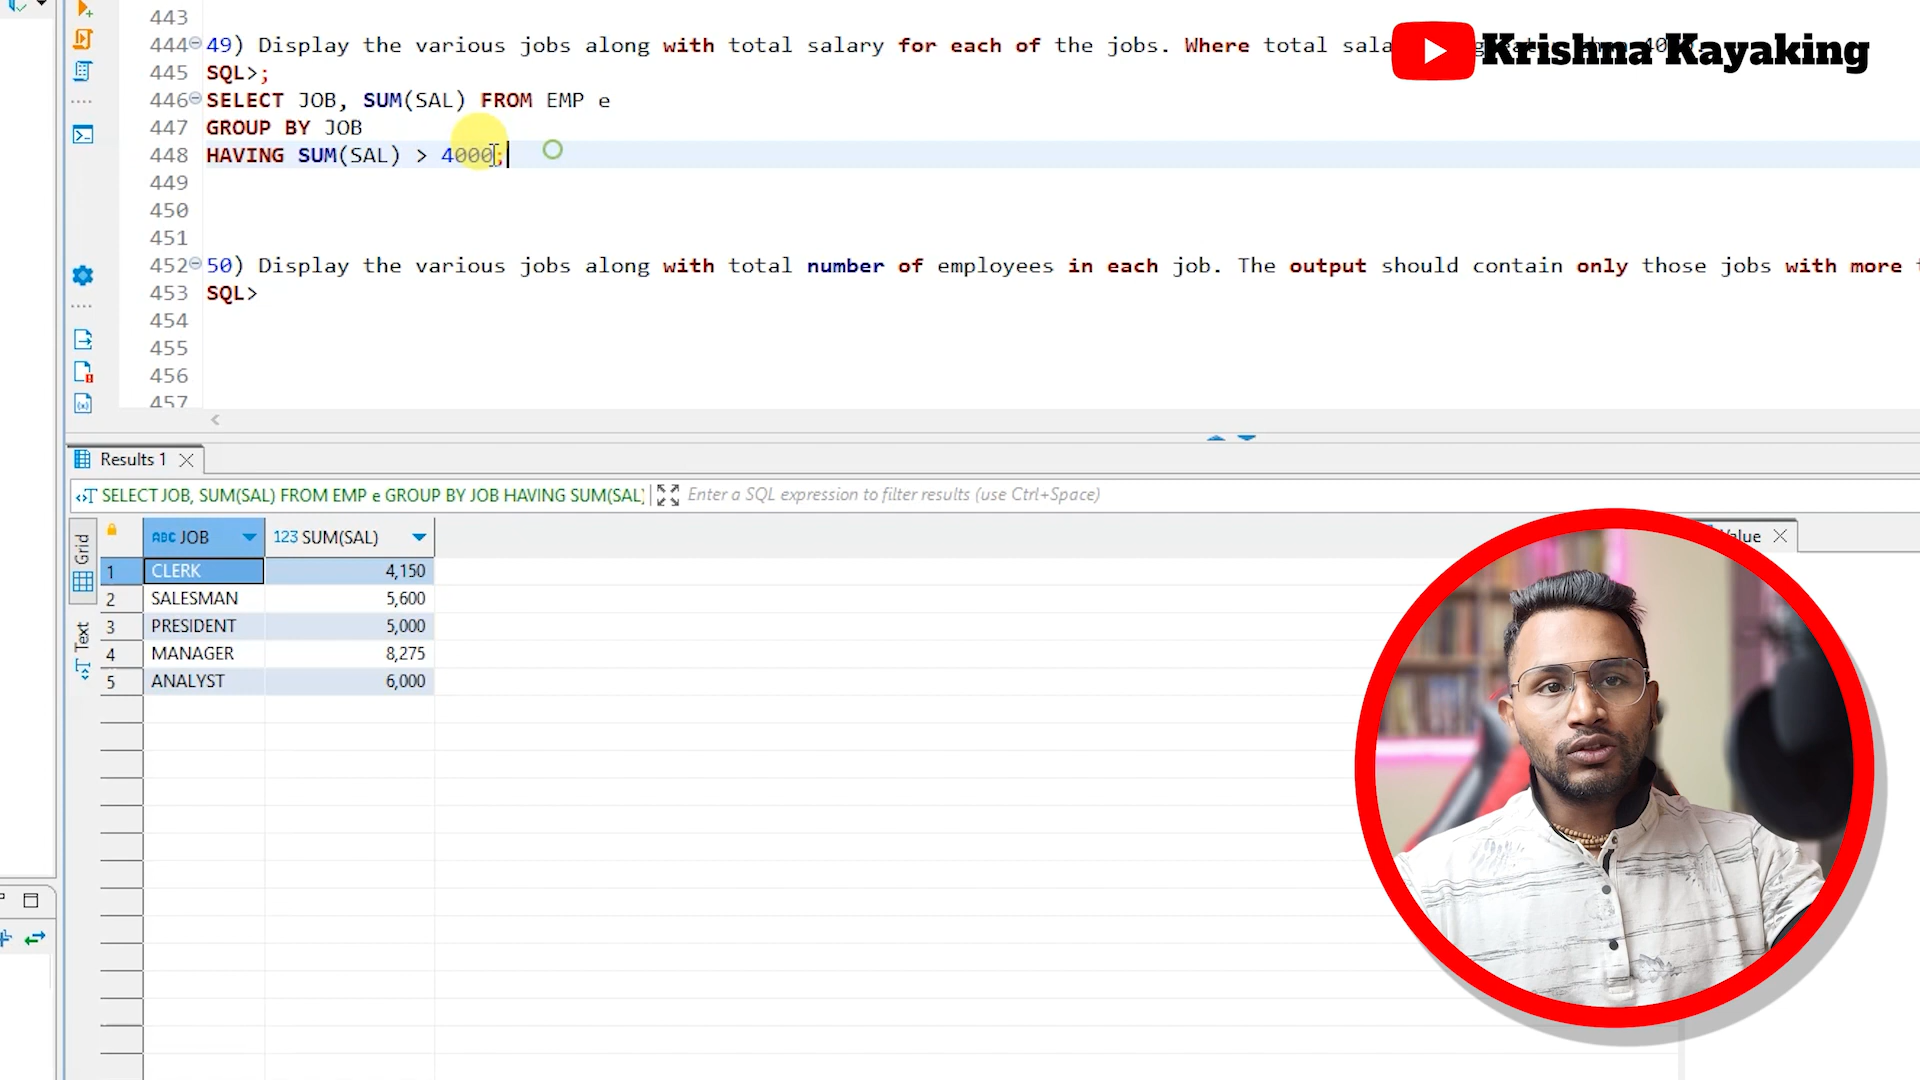 443
444 49) Display the various jobs along with total salary for each of the jobs. Where total
Krishna Kayaking
445 SQL>;
446 SELECT JOB, SUM(SAL) FROM EMP e
447 GROUP BY JOB
448 HAVING SUM(SAL) > 4000;
449
450
451
452 50) Display the various jobs along with total number of employees in each job. The output should contain only those jobs with more
453 SQL>
454
455
456
457
Results 1
SELECT JOB, SUM(SAL) FROM EMP e GROUP BY JOB HAVING SUM(SAL)
Enter a SQL expression to filter results (use Ctrl+Space)
Grid
Text
ABC JOB 123 SUM(SAL)
1 CLERK 4,150
2 SALESMAN 5,600
3 PRESIDENT 5,000
4 MANAGER 8,275
5 ANALYST 6,000